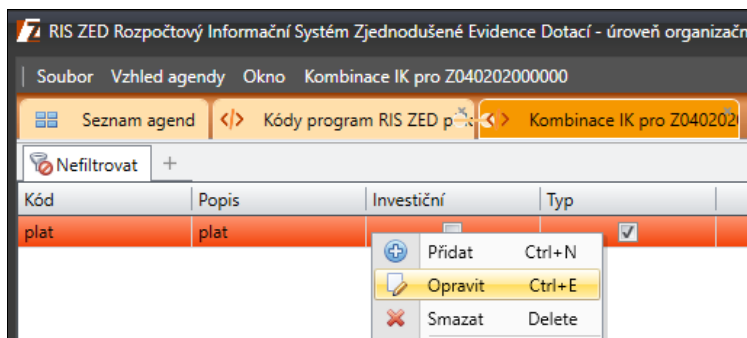 RIS ZED Rozpočtový Informační Systém Zjednodušené Evidence Dotací - úroveň organizačn
Soubor Vzhled agendy Okno Kombinace IK pro Z040202000000
Seznam agend Kódy program RIS ZED Kombinace IK pro Z0402020
Nefiltrovat +
Kód Popis Investiční Typ
plat plat
Přidat Ctrl+N
Opravit Ctrl+E
Smazat Delete